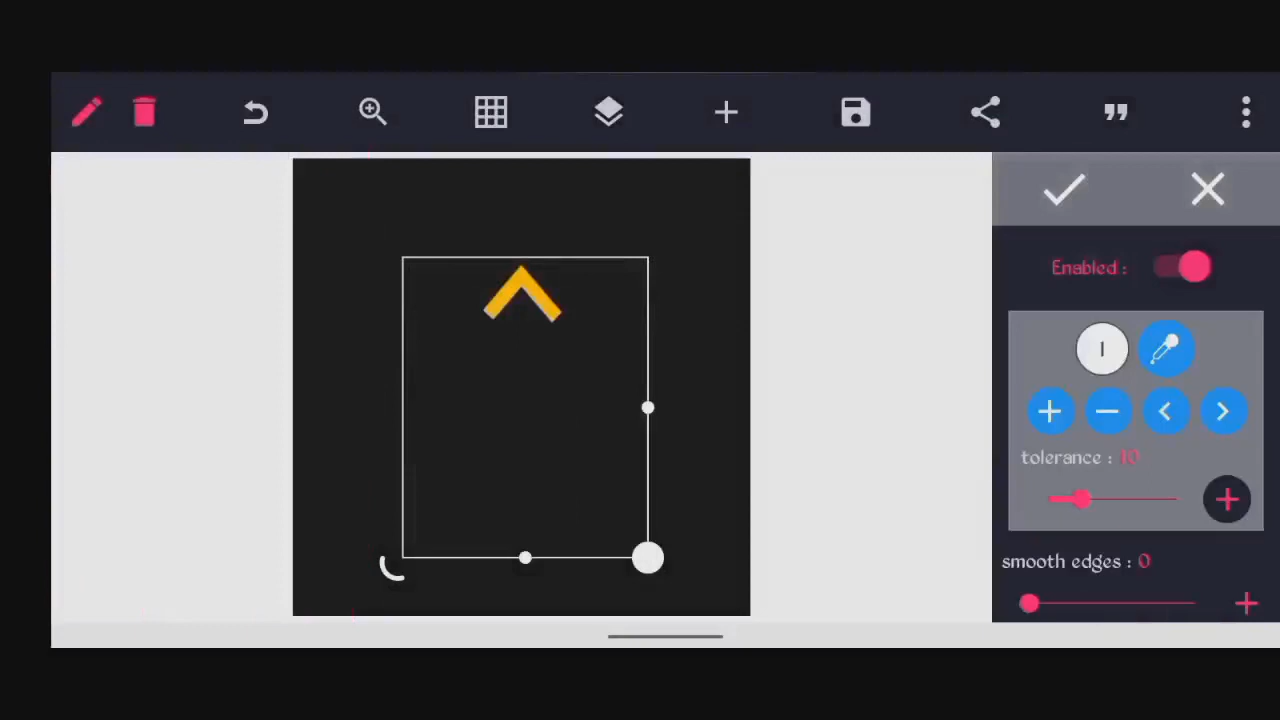 Enabled :
tolerance : 10
smooth edges : 0